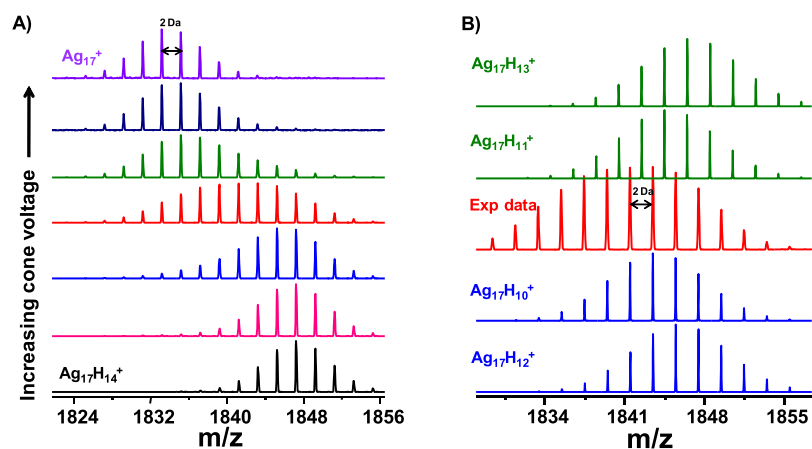 A)
2 Da
Ag17+
Increasing cone voltage
Ag17H14+
1824 1832 1840 1848 1856
m/z
B)
Ag17H13+
Ag17H11+
Exp data
2 Da
Ag17H10+
Ag17H12+
1834 1841 1848 1855
m/z